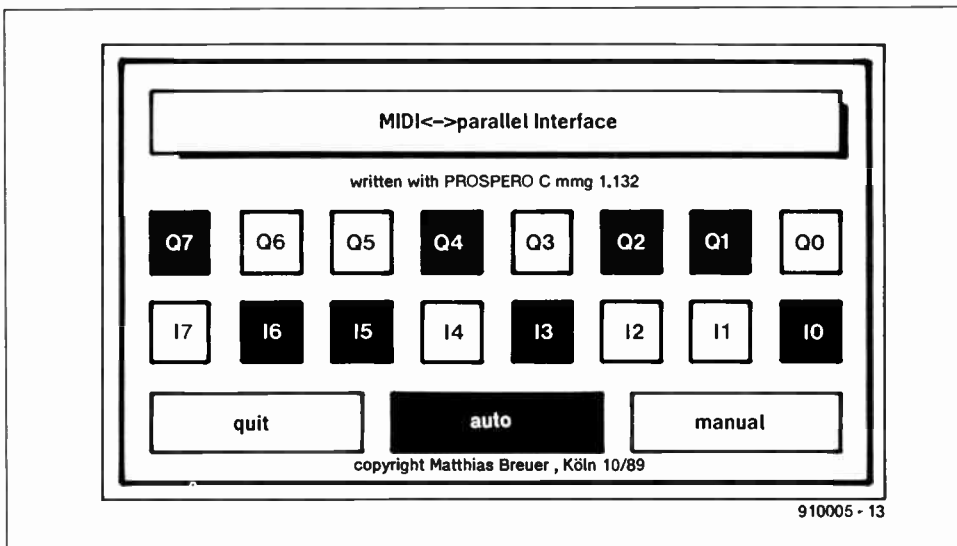 MIDI<->parallel Interface
written with PROSPERO C mmg 1.132
Q7 Q6 Q5 Q4 Q3 Q2 Q1 Q0
I7 I6 I5 I4 I3 I2 I1 I0
quit auto manual
copyright Matthias Breuer , Köln 10/89
910005 - 13